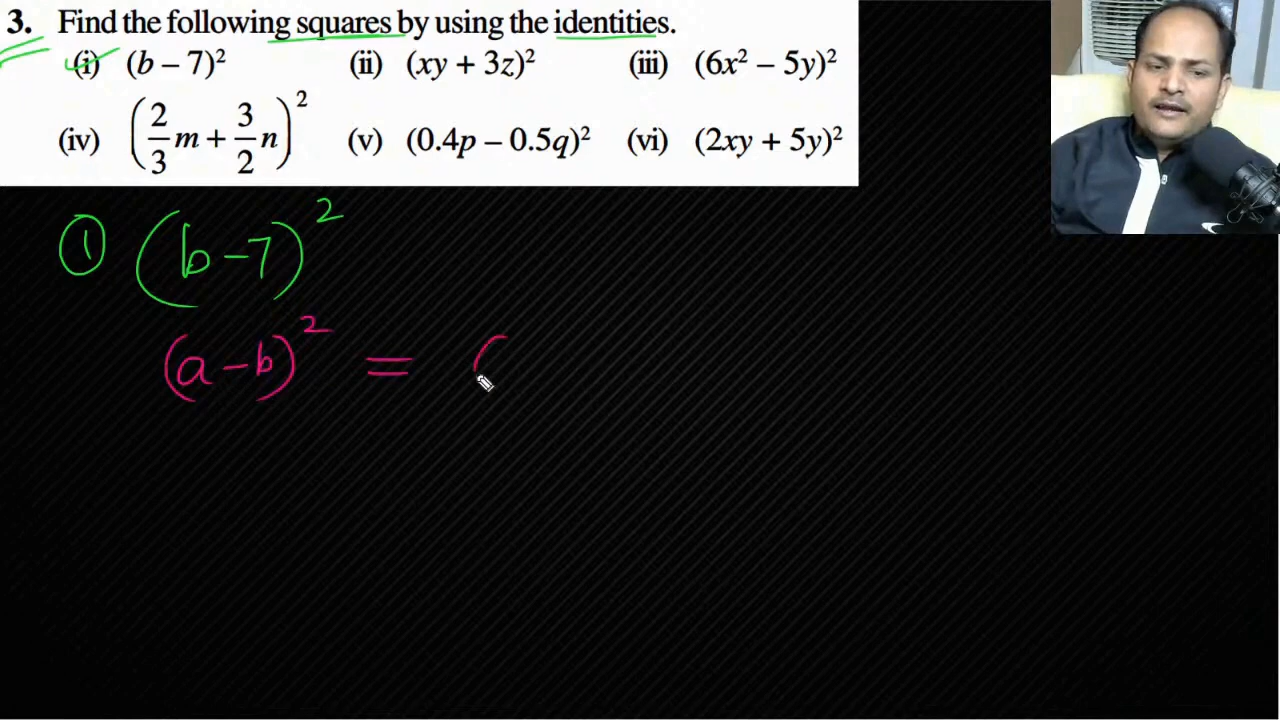 3. Find the following squares by using the identities.
(i) (b – 7)² (ii) (xy + 3z)² (iii) (6x² – 5y)²
(iv) (2/3 m + 3/2 n)² (v) (0.4p – 0.5q)² (vi) (2xy + 5y)²
① (b – 7)²
(a – b)² = (